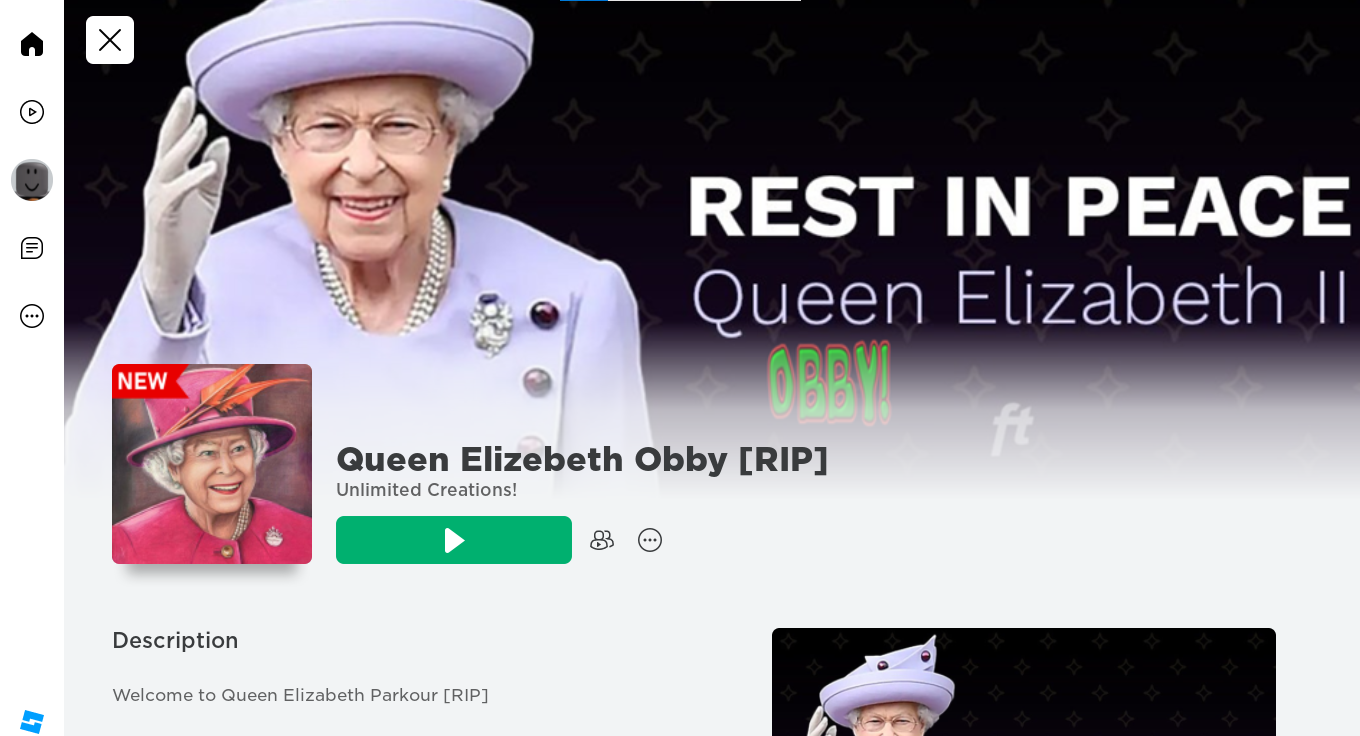 REST IN PEACE
Queen Elizabeth II
OBBY!
ft
NEW
Queen Elizebeth Obby [RIP]
Unlimited Creations!
Description
Welcome to Queen Elizabeth Parkour [RIP]